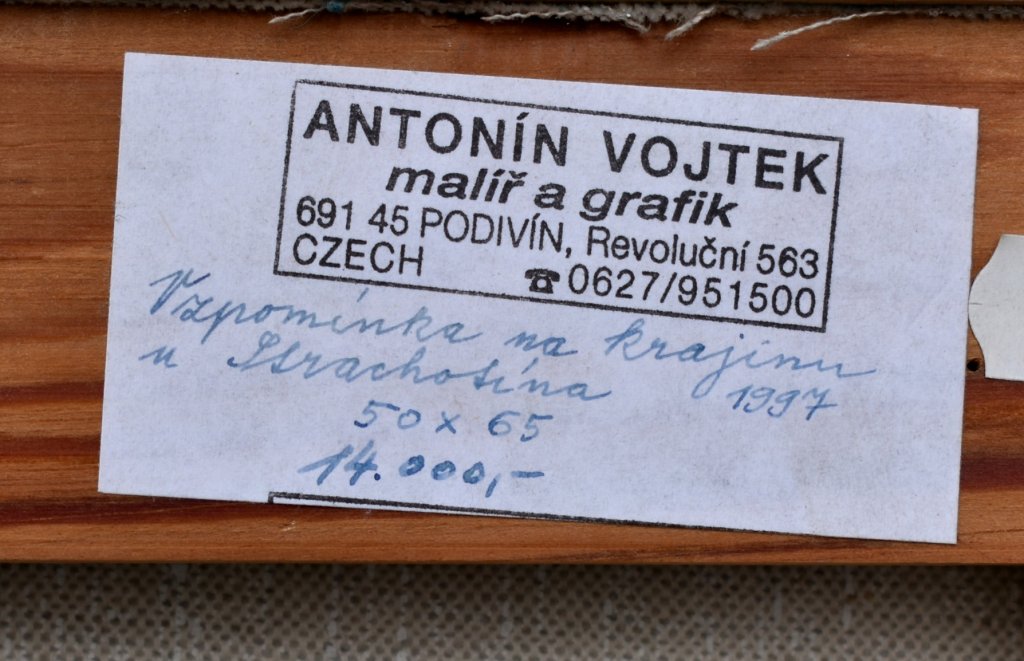 ANTONÍN VOJTEK
malíř a grafik
691 45 PODIVÍN, Revoluční 563
CZECH ☎ 0627/951500
Vzpomínka na krajinu
u Strachotína 1997
50 x 65
14.000,-